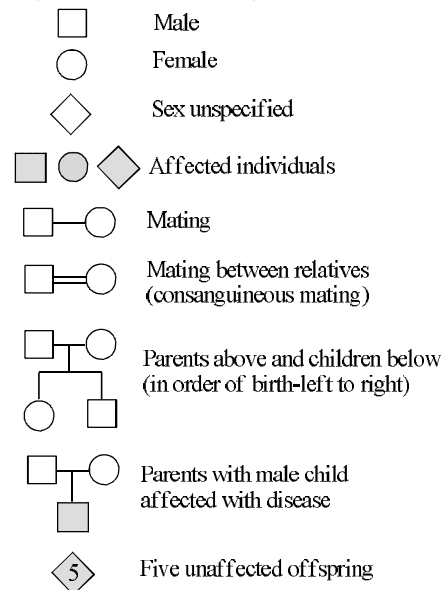 Male
Female
Sex unspecified
Affected individuals
Mating
Mating between relatives
(consanguineous mating)
Parents above and children below
(in order of birth-left to right)
Parents with male child
affected with disease
5 Five unaffected offspring